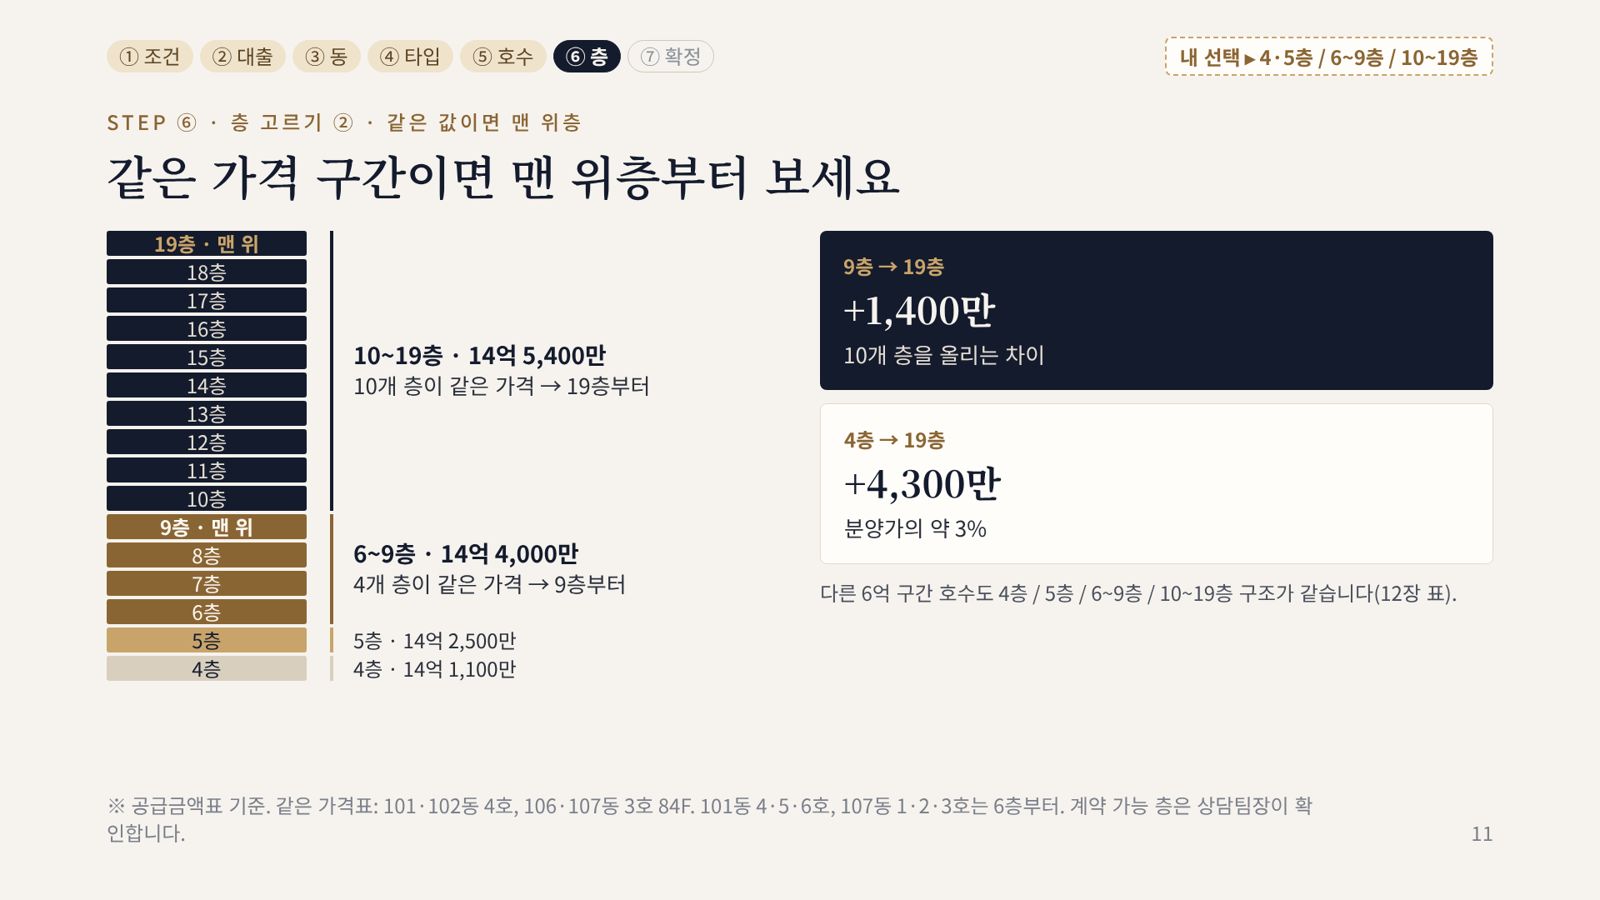 ① 조건 ② 대출 ③ 동 ④ 타입 ⑤ 호수 ⑥ 층 ⑦ 확정
내 선택 ▸ 4·5층 / 6~9층 / 10~19층
STEP ⑥ · 층 고르기 ② · 같은 값이면 맨 위층
같은 가격 구간이면 맨 위층부터 보세요
19층 · 맨 위
18층
17층
16층
15층
14층
13층
12층
11층
10층
9층 · 맨 위
8층
7층
6층
5층
4층
10~19층 · 14억 5,400만
10개 층이 같은 가격 → 19층부터
6~9층 · 14억 4,000만
4개 층이 같은 가격 → 9층부터
5층 · 14억 2,500만
4층 · 14억 1,100만
9층 → 19층
+1,400만
10개 층을 올리는 차이
4층 → 19층
+4,300만
분양가의 약 3%
다른 6억 구간 호수도 4층 / 5층 / 6~9층 / 10~19층 구조가 같습니다(12장 표).
※ 공급금액표 기준. 같은 가격표: 101·102동 4호, 106·107동 3호 84F. 101동 4·5·6호, 107동 1·2·3호는 6층부터. 계약 가능 층은 상담팀장이 확
인합니다.
11